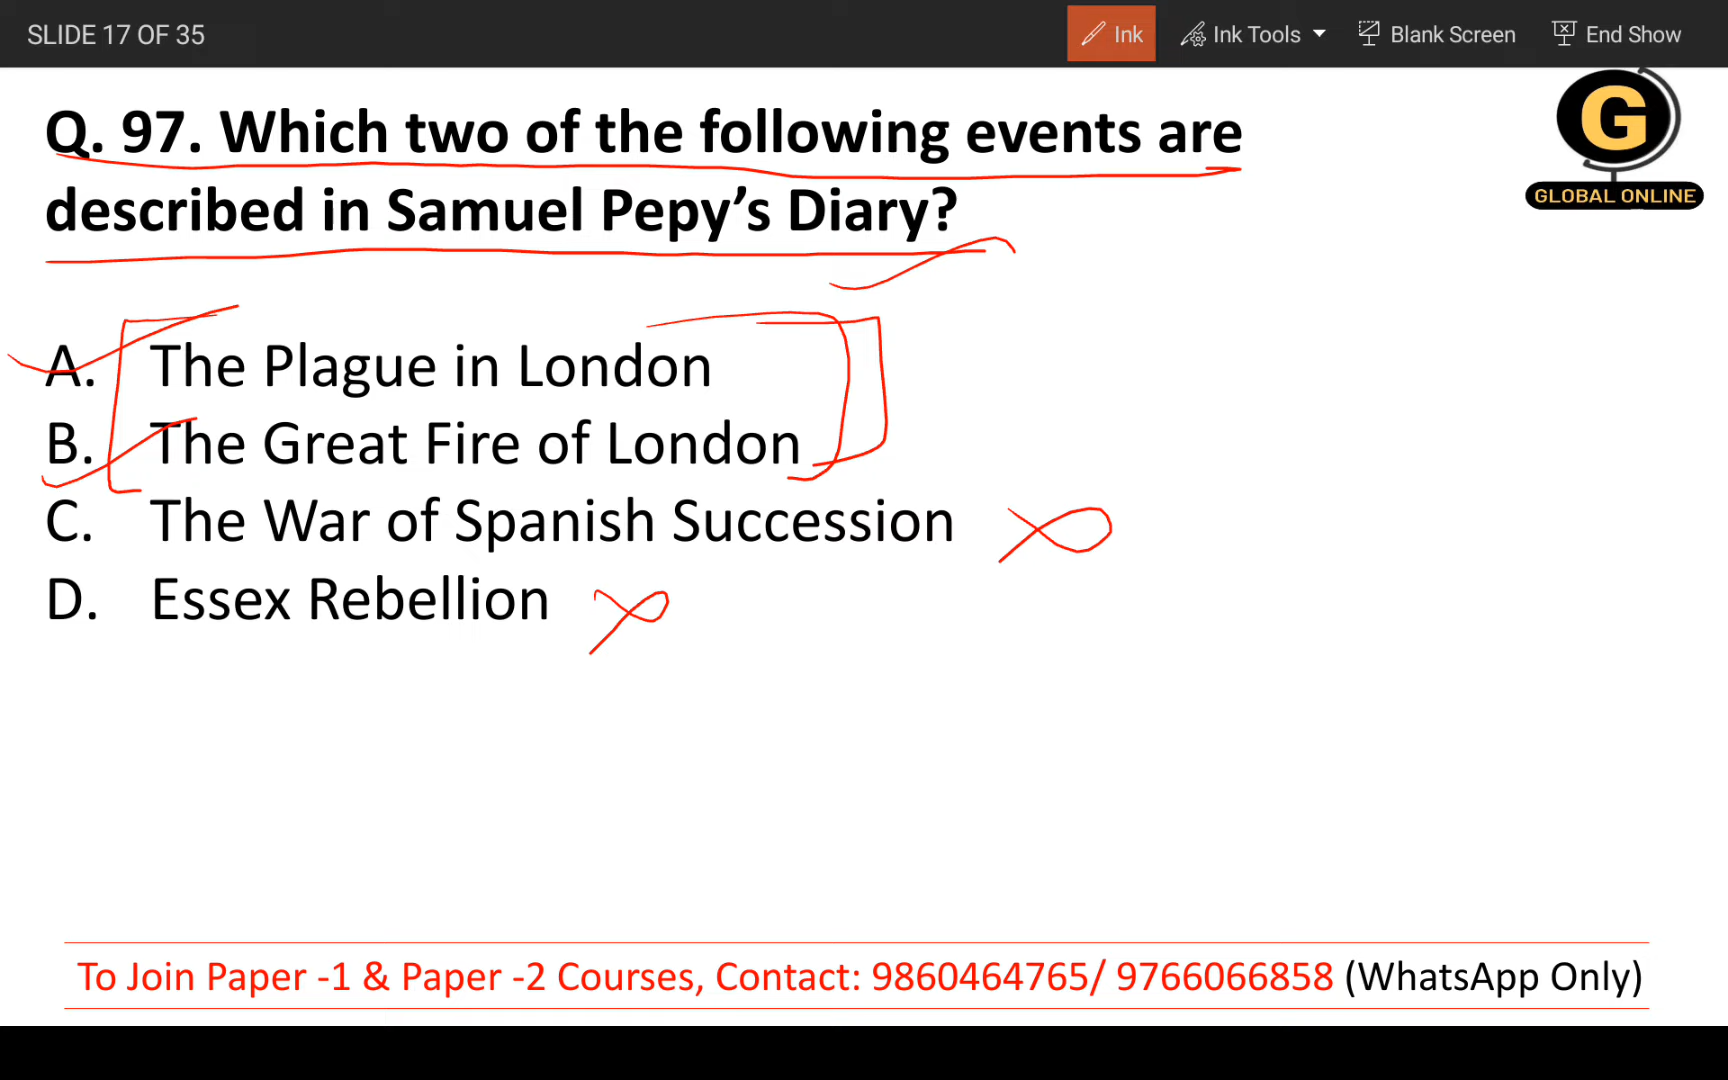 SLIDE 17 OF 35
Ink
Ink Tools
Blank Screen
End Show
G
GLOBAL ONLINE
Q. 97. Which two of the following events are
described in Samuel Pepy’s Diary?
A. The Plague in London
B. The Great Fire of London
C. The War of Spanish Succession
D. Essex Rebellion
To Join Paper -1 & Paper -2 Courses, Contact: 9860464765/ 9766066858 (WhatsApp Only)